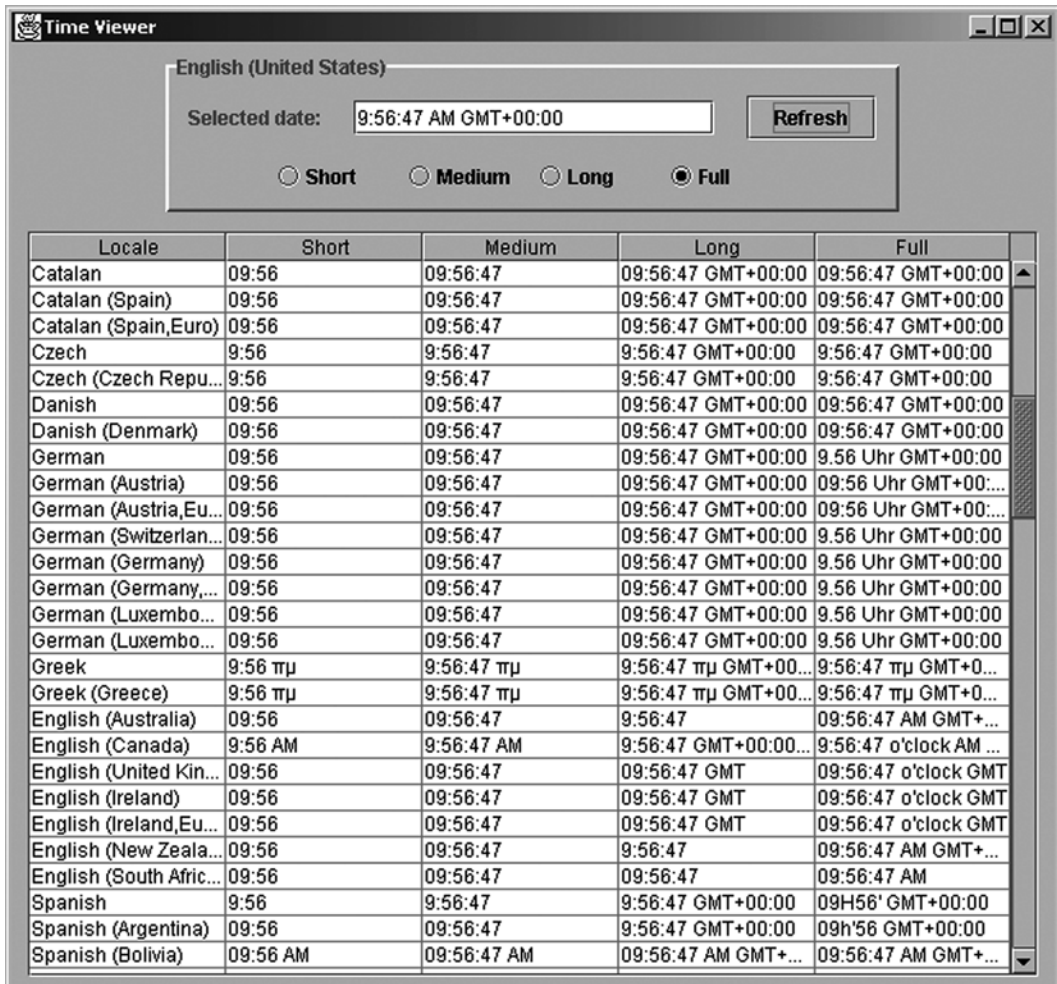 Time Viewer
English (United States)
Selected date: 9:56:47 AM GMT+00:00 Refresh
Short Medium Long Full
Locale Short Medium Long Full
Catalan 09:56 09:56:47 09:56:47 GMT+00:00 09:56:47 GMT+00:00
Catalan (Spain) 09:56 09:56:47 09:56:47 GMT+00:00 09:56:47 GMT+00:00
Catalan (Spain,Euro) 09:56 09:56:47 09:56:47 GMT+00:00 09:56:47 GMT+00:00
Czech 9:56 9:56:47 9:56:47 GMT+00:00 9:56:47 GMT+00:00
Czech (Czech Repu... 9:56 9:56:47 9:56:47 GMT+00:00 9:56:47 GMT+00:00
Danish 09:56 09:56:47 09:56:47 GMT+00:00 09:56:47 GMT+00:00
Danish (Denmark) 09:56 09:56:47 09:56:47 GMT+00:00 09:56:47 GMT+00:00
German 09:56 09:56:47 09:56:47 GMT+00:00 9.56 Uhr GMT+00:00
German (Austria) 09:56 09:56:47 09:56:47 GMT+00:00 09:56 Uhr GMT+00:...
German (Austria,Eu... 09:56 09:56:47 09:56:47 GMT+00:00 09:56 Uhr GMT+00:...
German (Switzerlan... 09:56 09:56:47 09:56:47 GMT+00:00 9.56 Uhr GMT+00:00
German (Germany) 09:56 09:56:47 09:56:47 GMT+00:00 9.56 Uhr GMT+00:00
German (Germany,... 09:56 09:56:47 09:56:47 GMT+00:00 9.56 Uhr GMT+00:00
German (Luxembo... 09:56 09:56:47 09:56:47 GMT+00:00 9.56 Uhr GMT+00:00
German (Luxembo... 09:56 09:56:47 09:56:47 GMT+00:00 9.56 Uhr GMT+00:00
Greek 9:56 πμ 9:56:47 πμ 9:56:47 πμ GMT+00... 9:56:47 πμ GMT+0...
Greek (Greece) 9:56 πμ 9:56:47 πμ 9:56:47 πμ GMT+00... 9:56:47 πμ GMT+0...
English (Australia) 09:56 09:56:47 9:56:47 09:56:47 AM GMT+...
English (Canada) 9:56 AM 9:56:47 AM 9:56:47 GMT+00:00... 9:56:47 o'clock AM ...
English (United Kin... 09:56 09:56:47 09:56:47 GMT 09:56:47 o'clock GMT
English (Ireland) 09:56 09:56:47 09:56:47 GMT 09:56:47 o'clock GMT
English (Ireland,Eu... 09:56 09:56:47 09:56:47 GMT 09:56:47 o'clock GMT
English (New Zeala... 09:56 09:56:47 9:56:47 09:56:47 AM GMT+...
English (South Afric... 09:56 09:56:47 09:56:47 09:56:47 AM
Spanish 9:56 9:56:47 9:56:47 GMT+00:00 09H56' GMT+00:00
Spanish (Argentina) 09:56 09:56:47 9:56:47 GMT+00:00 09h'56 GMT+00:00
Spanish (Bolivia) 09:56 AM 09:56:47 AM 09:56:47 AM GMT+... 09:56:47 AM GMT+...